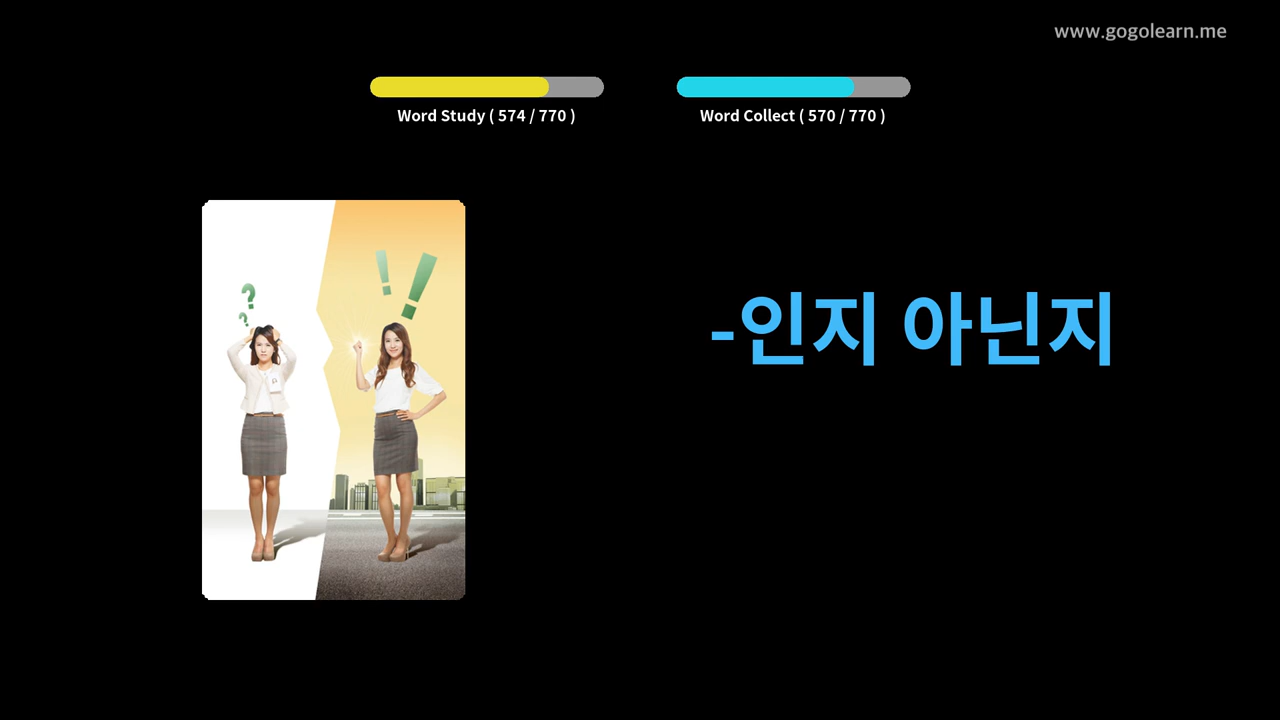 www.gogolearn.me
Word Study ( 574 / 770 )
Word Collect ( 570 / 770 )
? ?
! !
-인지 아닌지